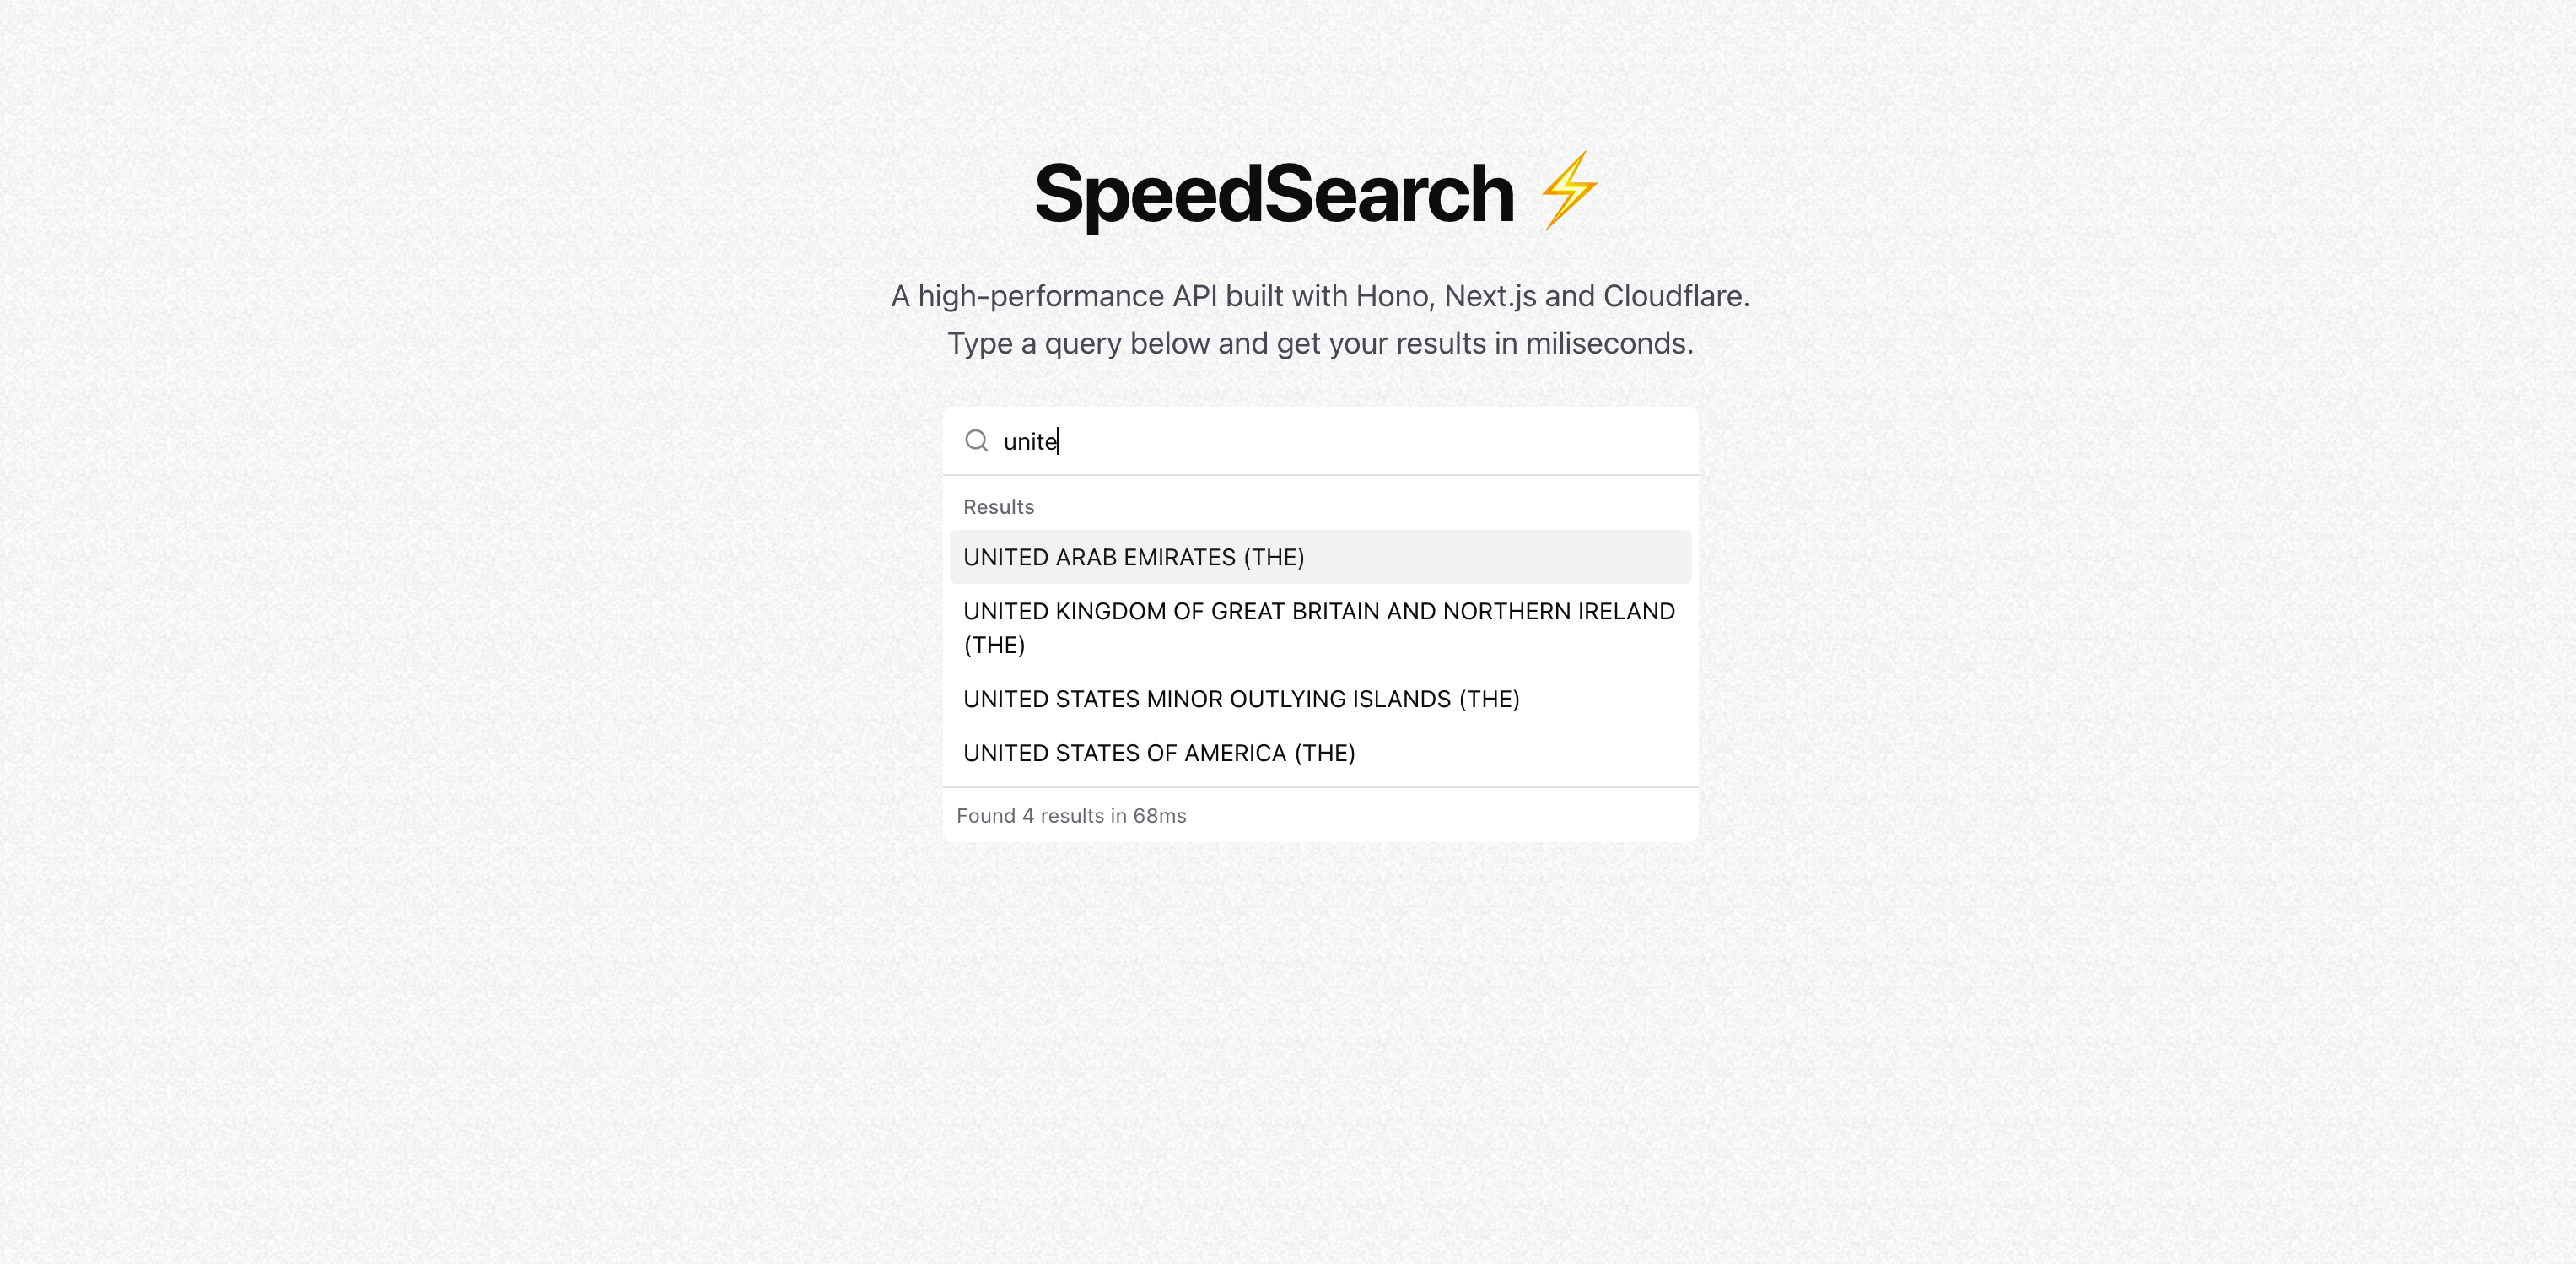 SpeedSearch ⚡
A high-performance API built with Hono, Next.js and Cloudflare.
Type a query below and get your results in miliseconds.
unite
Results
UNITED ARAB EMIRATES (THE)
UNITED KINGDOM OF GREAT BRITAIN AND NORTHERN IRELAND
(THE)
UNITED STATES MINOR OUTLYING ISLANDS (THE)
UNITED STATES OF AMERICA (THE)
Found 4 results in 68ms